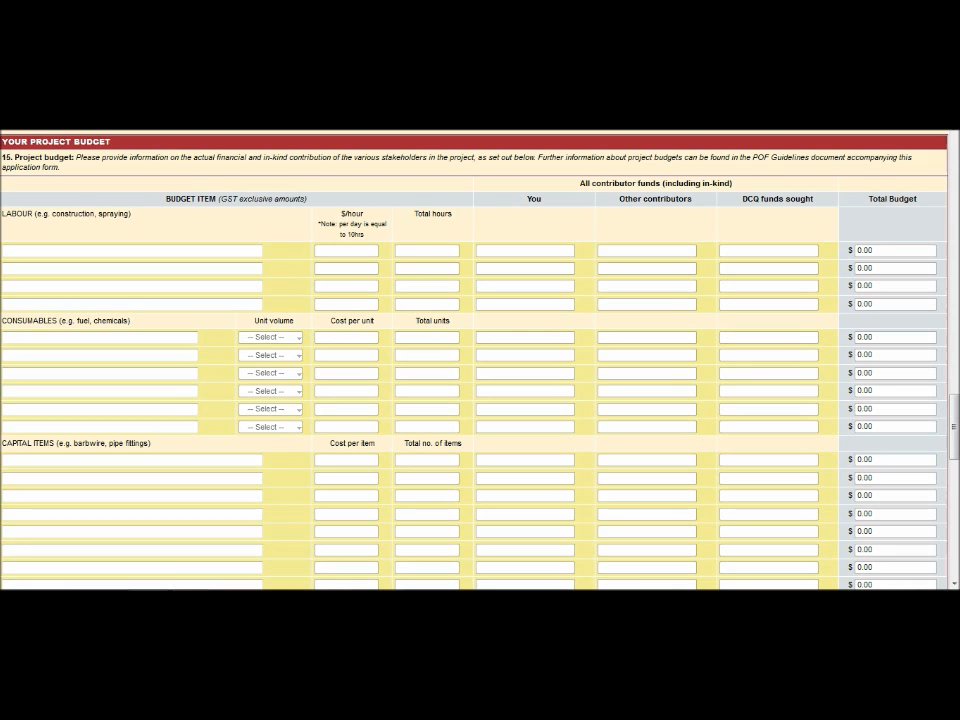 YOUR PROJECT BUDGET
15. Project budget: Please provide information on the actual financial and in-kind contribution of the various stakeholders in the project, as set out below. Further information about project budgets can be found in the POF Guidelines document accompanying this
application form.
All contributor funds (including in-kind)
BUDGET ITEM (GST exclusive amounts) You Other contributors DCQ funds sought Total Budget
LABOUR (e.g. construction, spraying) $/hour Total hours
*Note: per day is equal
to 10hrs
$ 0.00
$ 0.00
$ 0.00
$ 0.00
CONSUMABLES (e.g. fuel, chemicals) Unit volume Cost per unit Total units
-- Select -- $ 0.00
-- Select -- $ 0.00
-- Select -- $ 0.00
-- Select -- $ 0.00
-- Select -- $ 0.00
-- Select -- $ 0.00
CAPITAL ITEMS (e.g. barbwire, pipe fittings) Cost per item Total no. of items
$ 0.00
$ 0.00
$ 0.00
$ 0.00
$ 0.00
$ 0.00
$ 0.00
$ 0.00